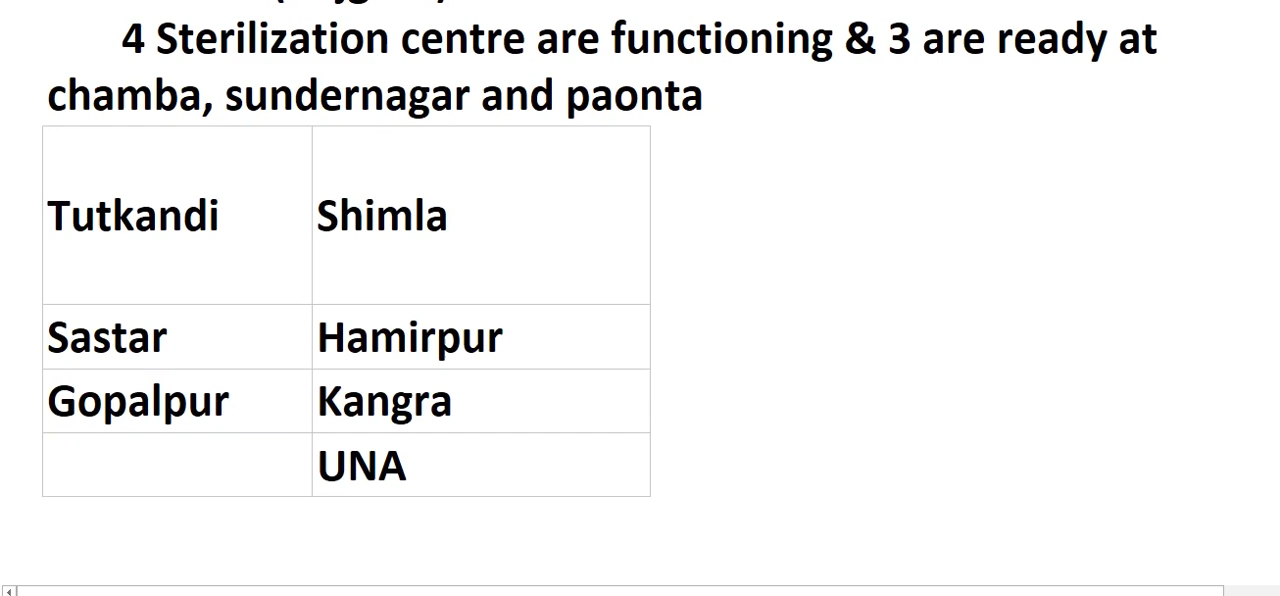 4 Sterilization centre are functioning & 3 are ready at
chamba, sundernagar and paonta
Tutkandi Shimla
Sastar Hamirpur
Gopalpur Kangra
UNA